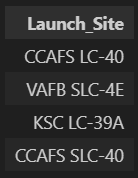 Launch_Site
CCAFS LC-40
VAFB SLC-4E
KSC LC-39A
CCAFS SLC-40